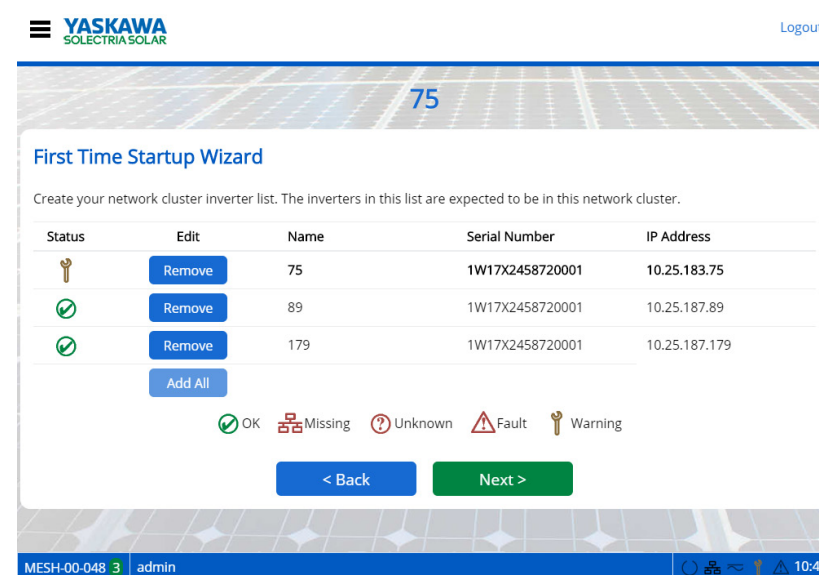 YASKAWA
SOLECTRIA SOLAR
Logout
75
First Time Startup Wizard
Create your network cluster inverter list. The inverters in this list are expected to be in this network cluster.
Status Edit Name Serial Number IP Address
Remove 75 1W17X2458720001 10.25.183.75
Remove 89 1W17X2458720001 10.25.187.89
Remove 179 1W17X2458720001 10.25.187.179
Add All
OK Missing Unknown Fault Warning
< Back Next >
MESH-00-048 3 admin 10:4